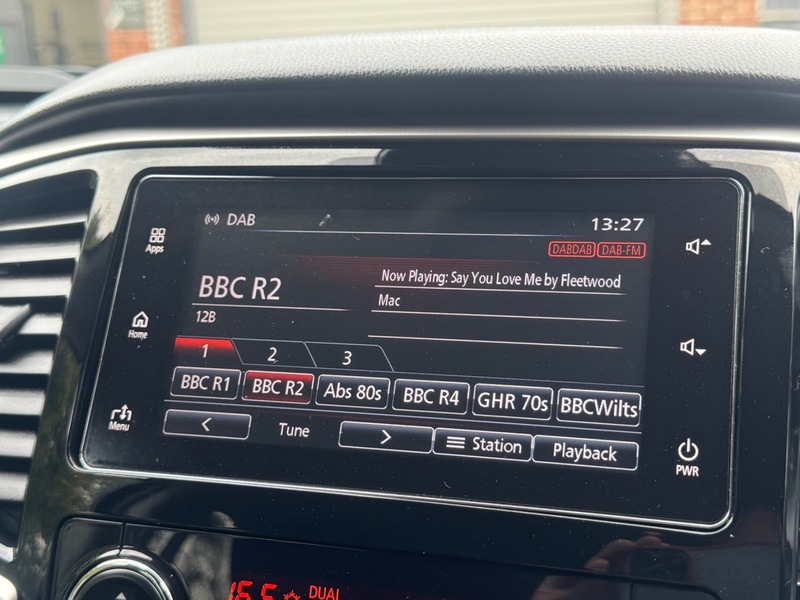 DAB
13:27
Apps
DABDAB DAB-FM
BBC R2
Now Playing: Say You Love Me by Fleetwood
Mac
12B
Home
1 2 3
BBC R1 BBC R2 Abs 80s BBC R4 GHR 70s BBCWilts
Menu
< Tune > Station Playback
PWR
16.5 DUAL